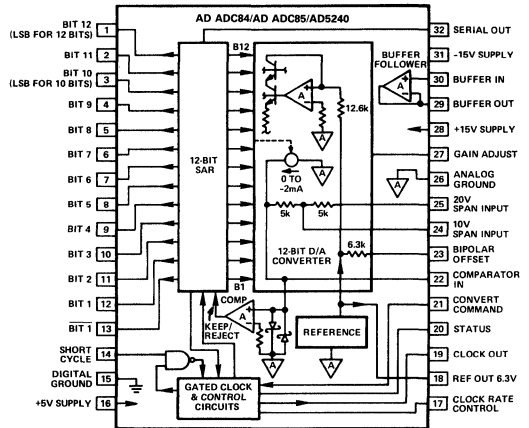 AD ADC84/AD ADC85/AD5240
BIT 12
(LSB FOR 12 BITS)
1
BIT 11
2
BIT 10
(LSB FOR 10 BITS)
3
BIT 9
4
BIT 8
5
BIT 7
6
BIT 6
7
BIT 5
8
BIT 4
9
BIT 3
10
BIT 2
11
BIT 1
12
BIT 1
13
SHORT
CYCLE
14
DIGITAL
GROUND
15
+5V SUPPLY
16
12-BIT
SAR
B12
B1
COMP
KEEP/
REJECT
GATED CLOCK
& CONTROL
CIRCUITS
A
A
12.6k
0 TO
-2mA
A
5k
5k
6.3k
12-BIT D/A
CONVERTER
A
A
REFERENCE
A
BUFFER
FOLLOWER
A
A
32
SERIAL OUT
31
-15V SUPPLY
30
BUFFER IN
29
BUFFER OUT
28
+15V SUPPLY
27
GAIN ADJUST
26
ANALOG
GROUND
25
20V
SPAN INPUT
24
10V
SPAN INPUT
23
BIPOLAR
OFFSET
22
COMPARATOR
IN
21
CONVERT
COMMAND
20
STATUS
19
CLOCK OUT
18
REF OUT 6.3V
17
CLOCK RATE
CONTROL